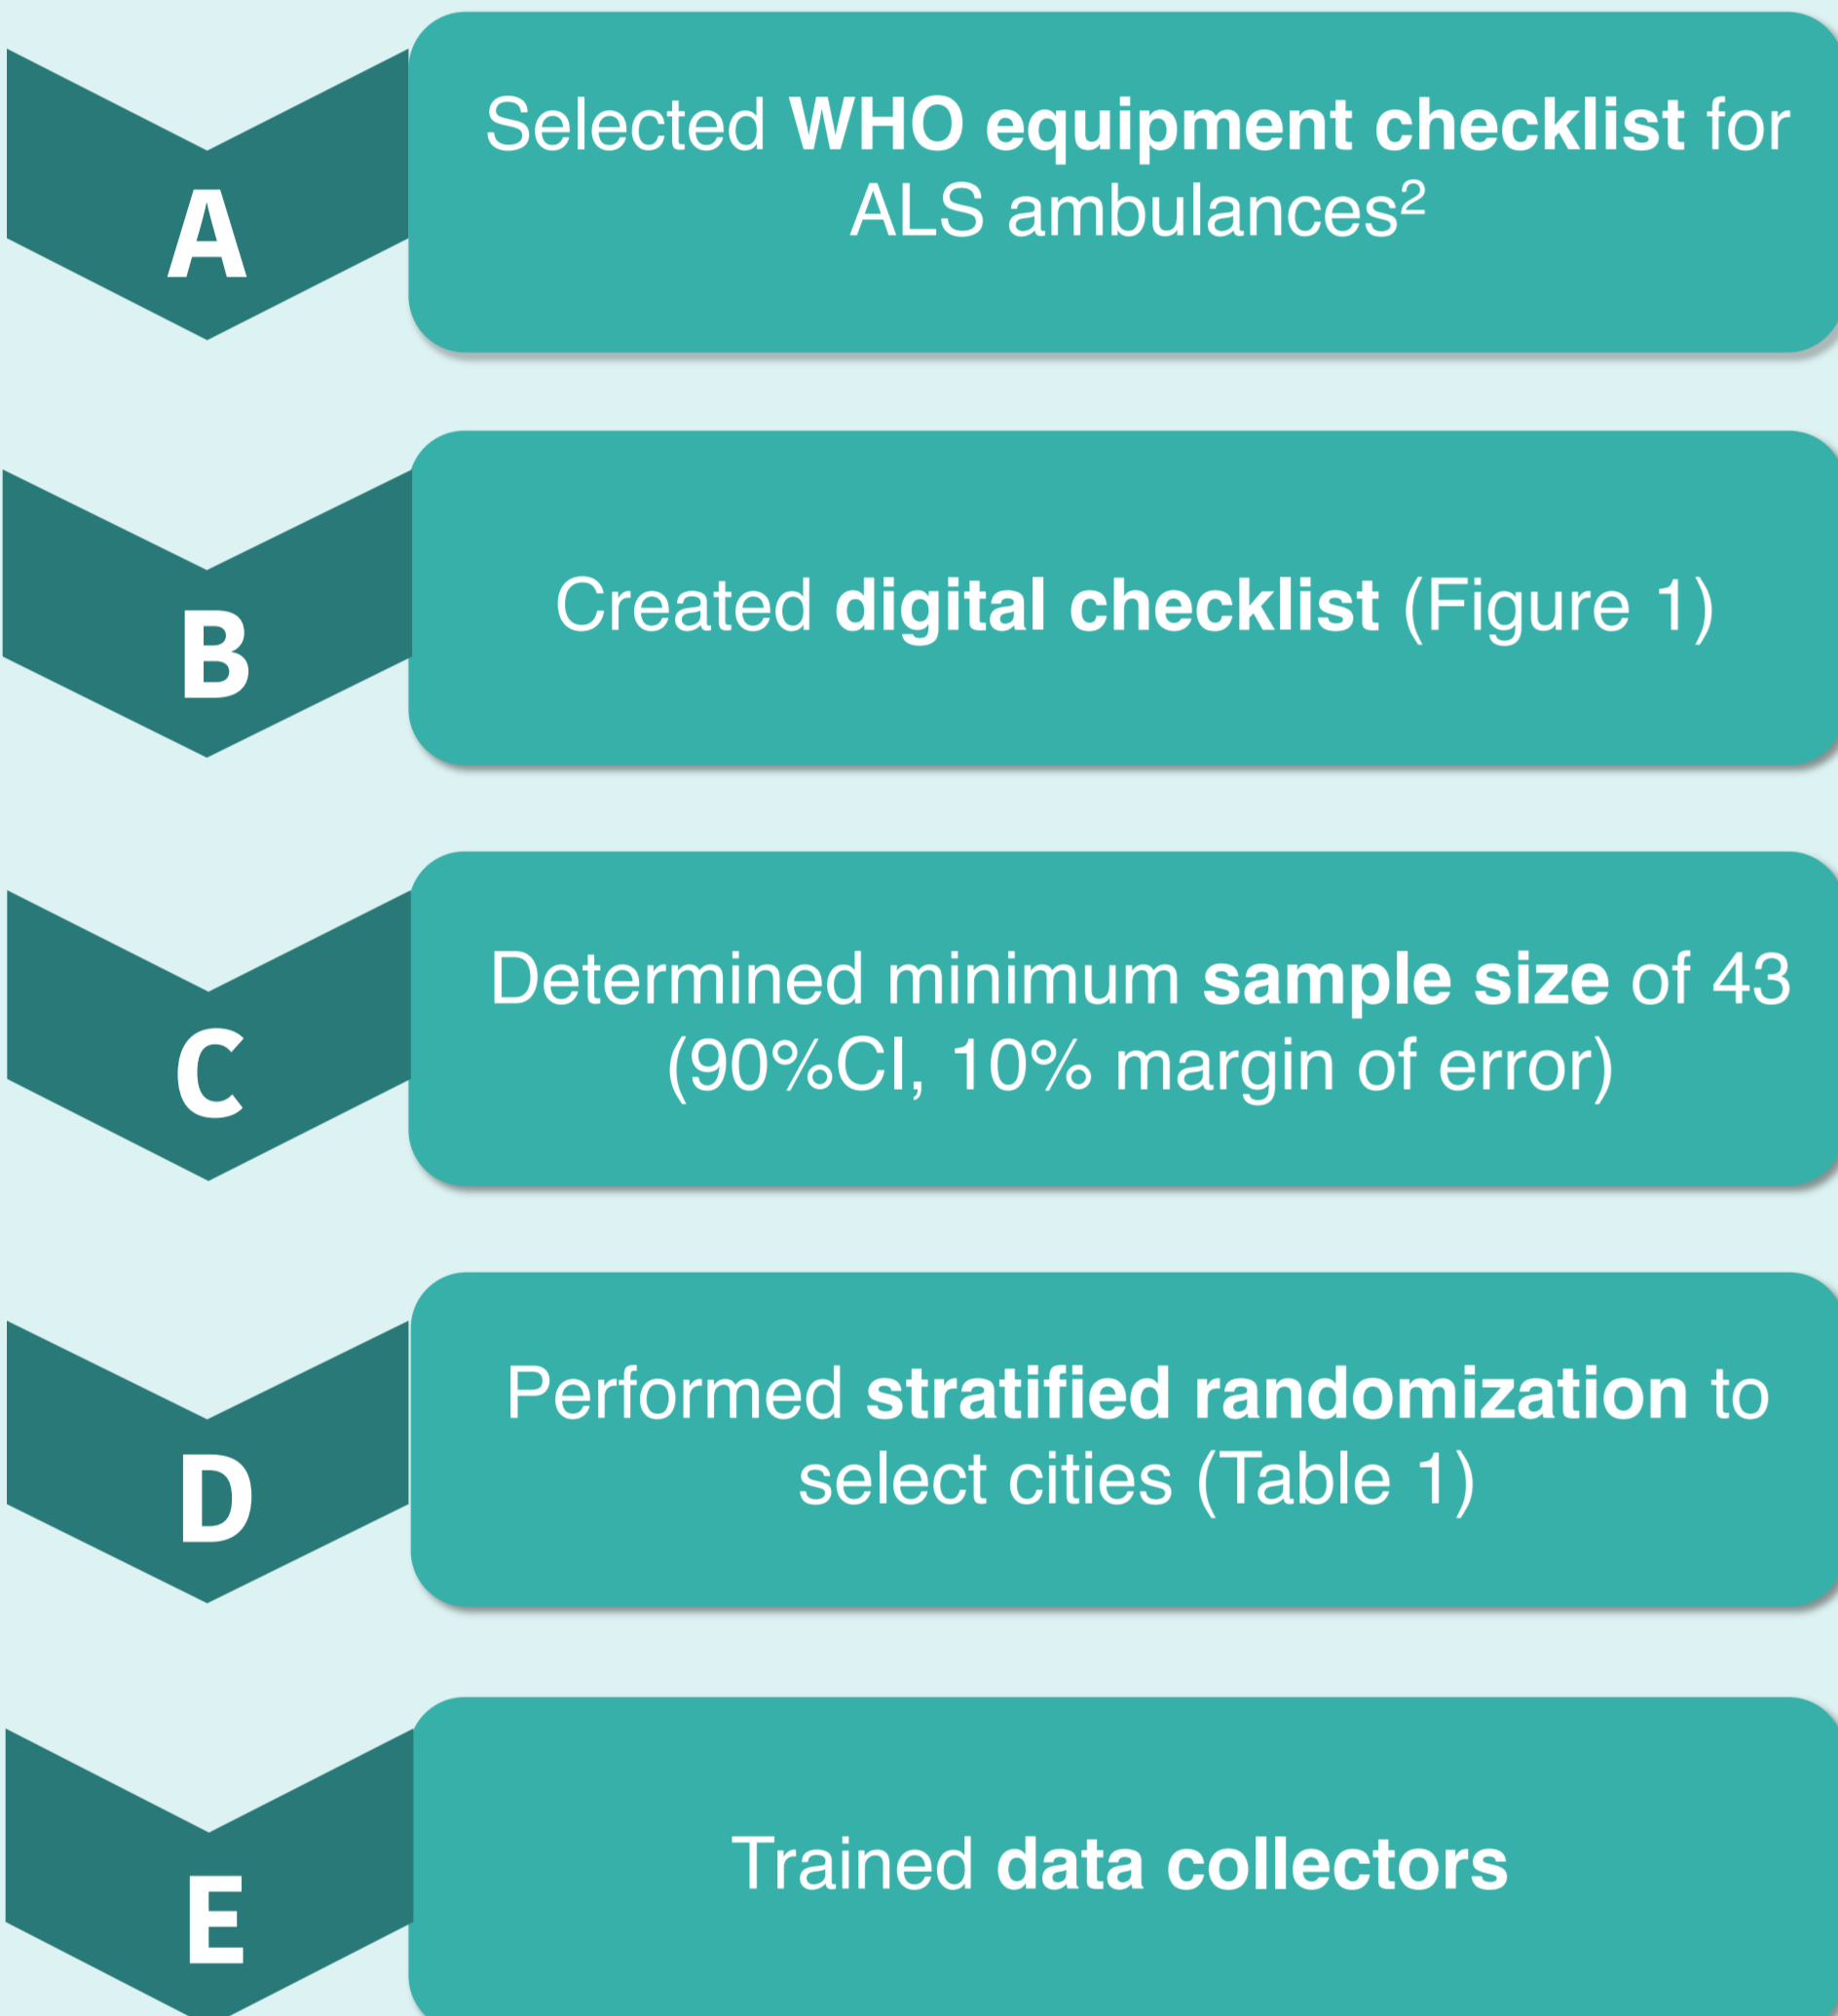 A
Selected WHO equipment checklist for
ALS ambulances²
B
Created digital checklist (Figure 1)
C
Determined minimum sample size of 43
(90%CI, 10% margin of error)
D
Performed stratified randomization to
select cities (Table 1)
E
Trained data collectors